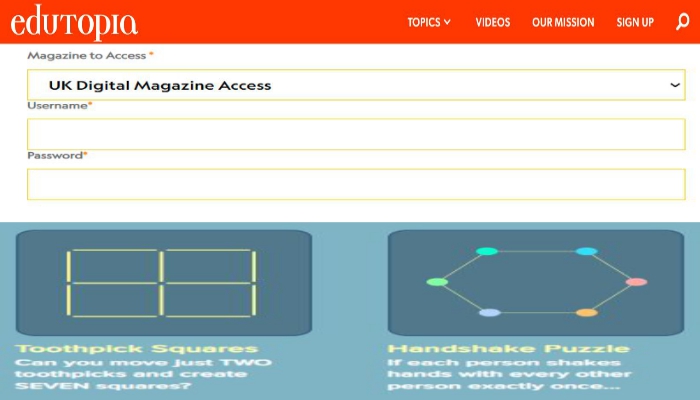 edutopia
TOPICS VIDEOS OUR MISSION SIGN UP
Magazine to Access *
UK Digital Magazine Access
Username*
Password*
Toothpick Squares
Can you move just TWO
toothpicks and create
SEVEN squares?
Handshake Puzzle
If each person shakes
hands with every other
person exactly once...